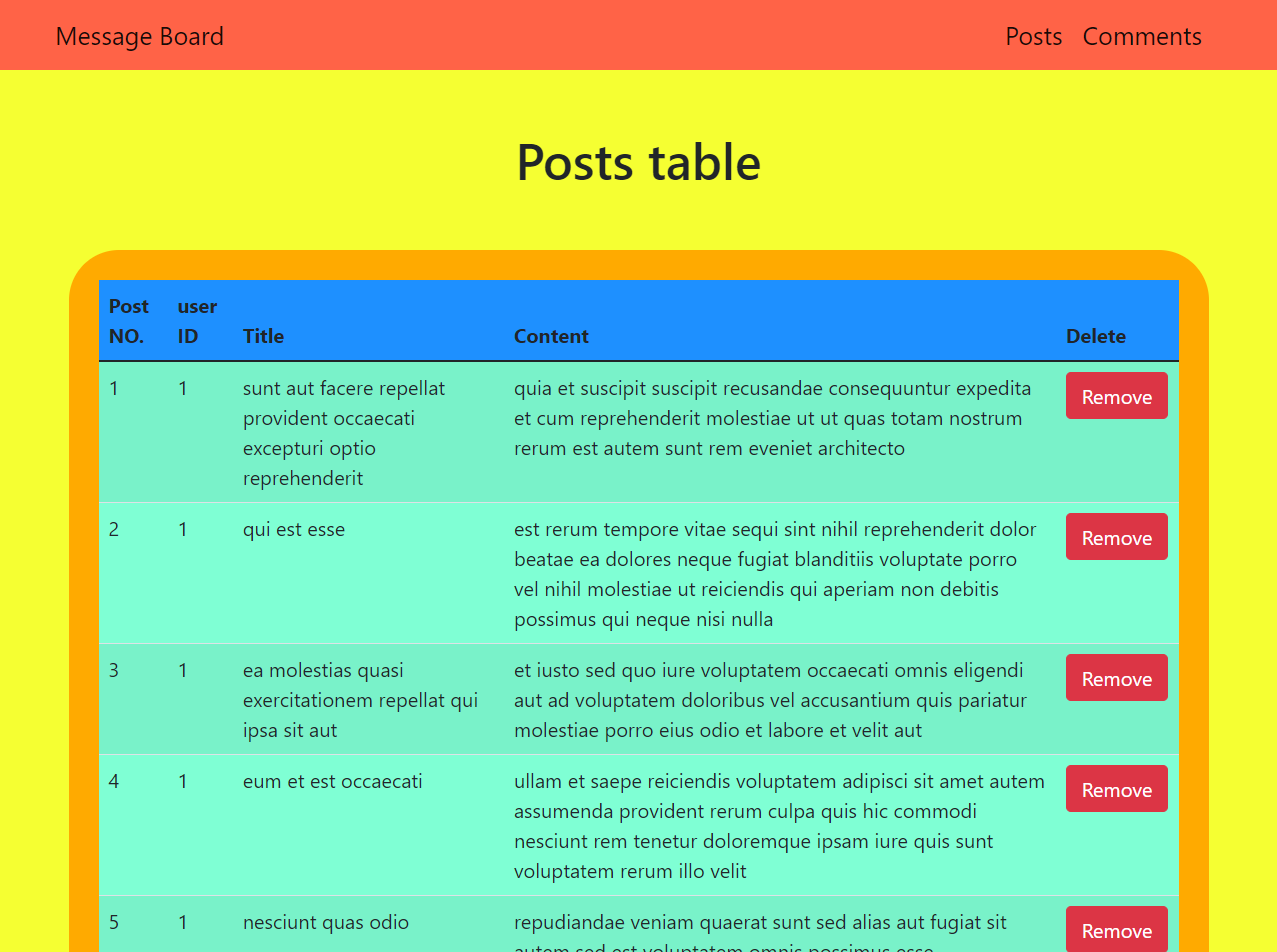 Message Board
Posts Comments
Posts table
Post NO. user ID Title Content Delete
1 1 sunt aut facere repellat quia et suscipit suscipit recusandae consequuntur expedita Remove
provident occaecati et cum reprehenderit molestiae ut ut quas totam nostrum
excepturi optio rerum est autem sunt rem eveniet architecto
reprehenderit
2 1 qui est esse est rerum tempore vitae sequi sint nihil reprehenderit dolor Remove
beatae ea dolores neque fugiat blanditiis voluptate porro
vel nihil molestiae ut reiciendis qui aperiam non debitis
possimus qui neque nisi nulla
3 1 ea molestias quasi et iusto sed quo iure voluptatem occaecati omnis eligendi Remove
exercitationem repellat qui aut ad voluptatem doloribus vel accusantium quis pariatur
ipsa sit aut molestiae porro eius odio et labore et velit aut
4 1 eum et est occaecati ullam et saepe reiciendis voluptatem adipisci sit amet autem Remove
assumenda provident rerum culpa quis hic commodi
nesciunt rem tenetur doloremque ipsam iure quis sunt
voluptatem rerum illo velit
5 1 nesciunt quas odio repudiandae veniam quaerat sunt sed alias aut fugiat sit Remove
autem sed est voluptatem omnis possimus esse